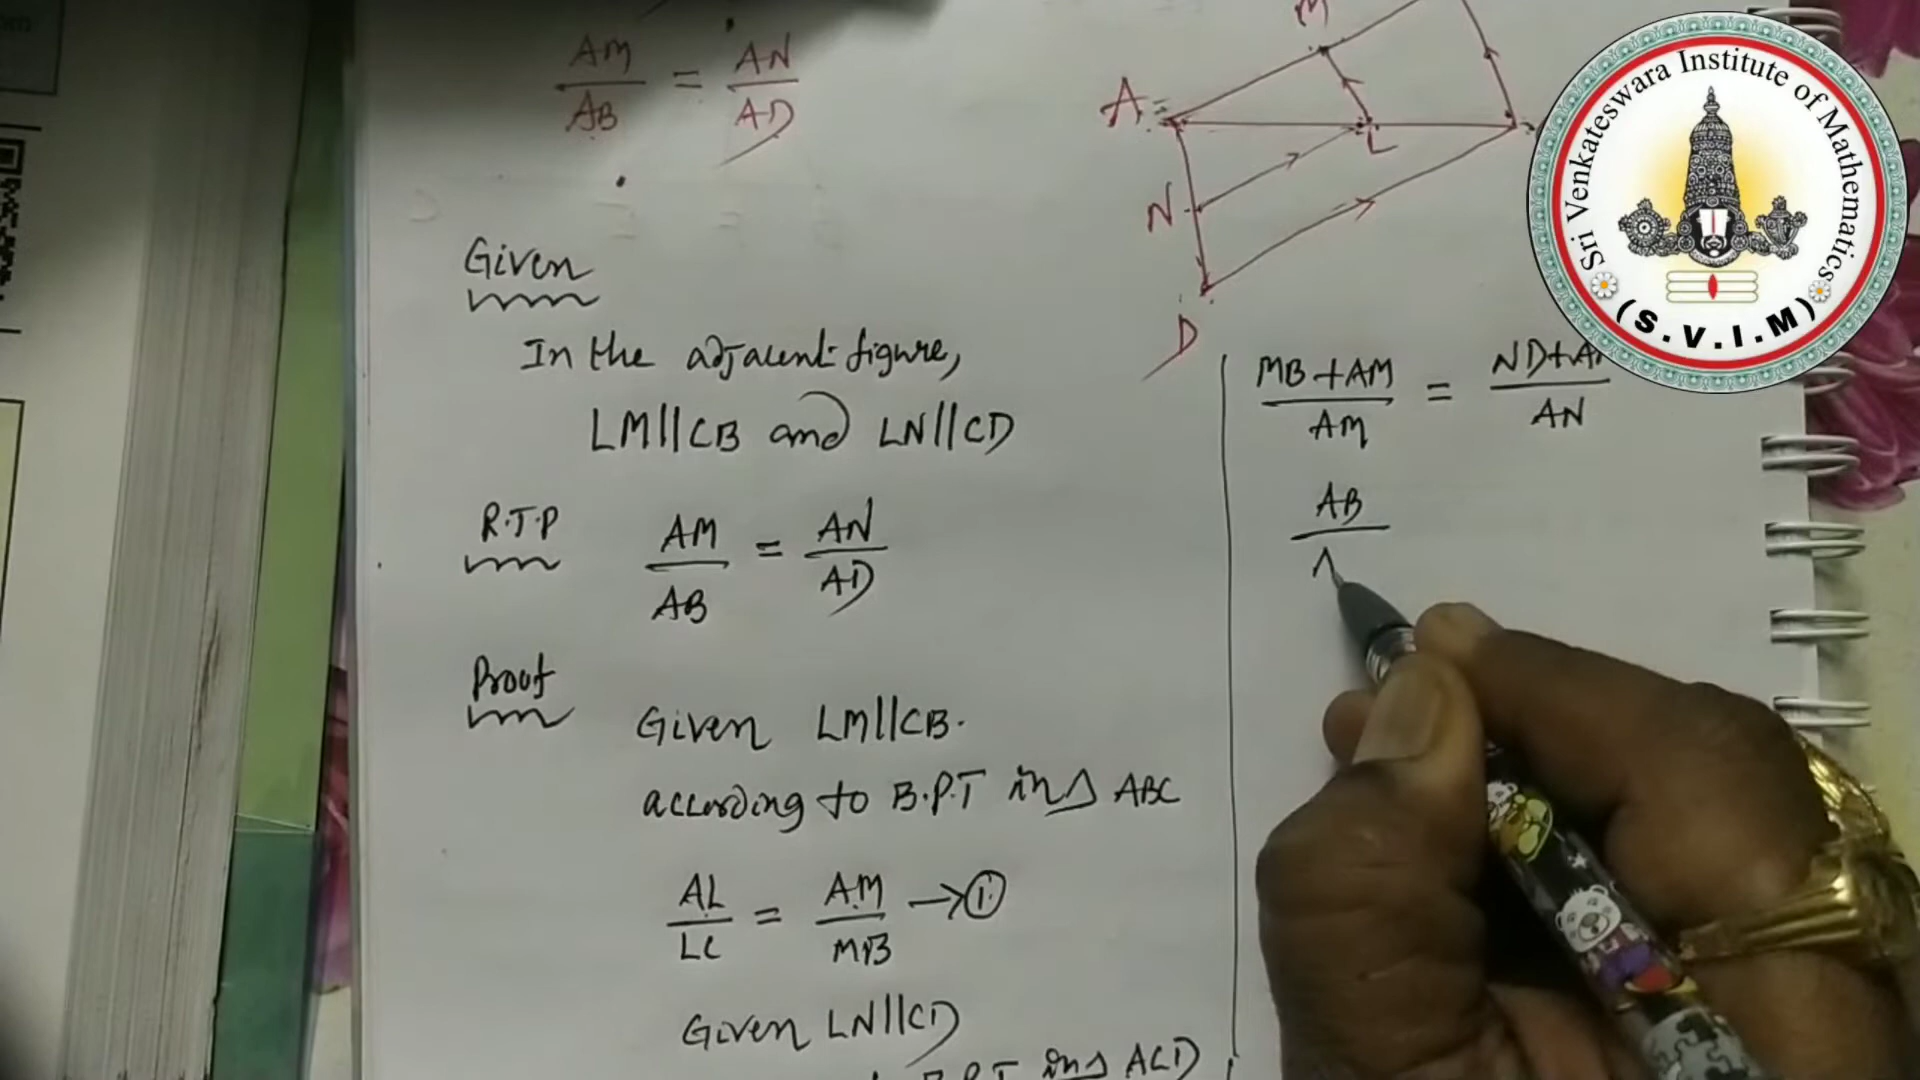 AM/AB = AN/AD
M
A
L
N
D
Given
In the adjacent figure,
LM||CB and LN||CD
R.T.P AM/AB = AN/AD
Proof
Given LM||CB.
according to B.P.T in Δ ABC
AL/LC = AM/MB → ①
Given LN||CD
B.P.T in Δ ACD
MB+AM/AM = ND+AN/AN
AB
A
Sri Venkateswara Institute of Mathematics
(S.V.I.M)